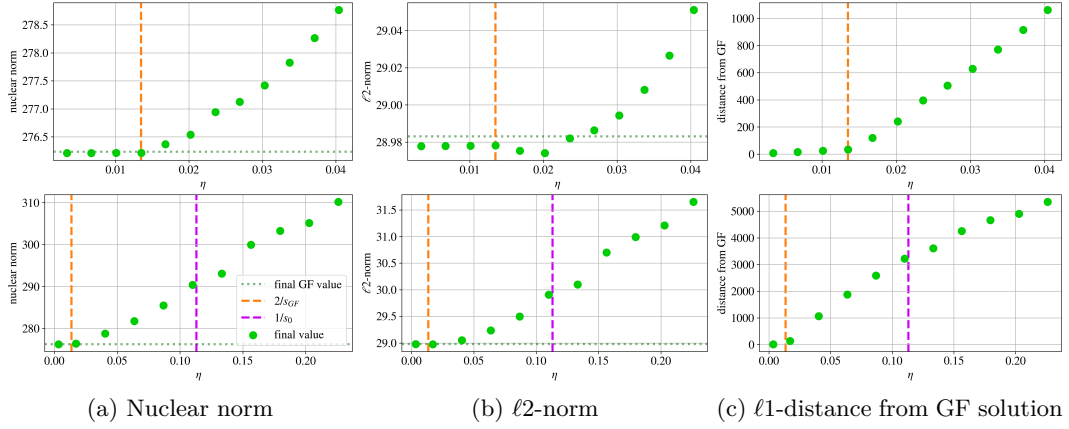 278.5
278.0
277.5
277.0
276.5
nuclear norm
0.01 0.02 0.03 0.04
η
29.04
29.02
29.00
28.98
ℓ2-norm
0.01 0.02 0.03 0.04
η
1000
800
600
400
200
0
distance from GF
0.00 0.01 0.02 0.03 0.04
η
310
300
290
280
nuclear norm
0.00 0.05 0.10 0.15 0.20
η
final GF value
2/s_GF
1/s_0
final value
31.5
31.0
30.5
30.0
29.5
29.0
ℓ2-norm
0.00 0.05 0.10 0.15 0.20
η
5000
4000
3000
2000
1000
0
distance from GF
0.00 0.05 0.10 0.15 0.20
η
(a) Nuclear norm
(b) ℓ2-norm
(c) ℓ1-distance from GF solution